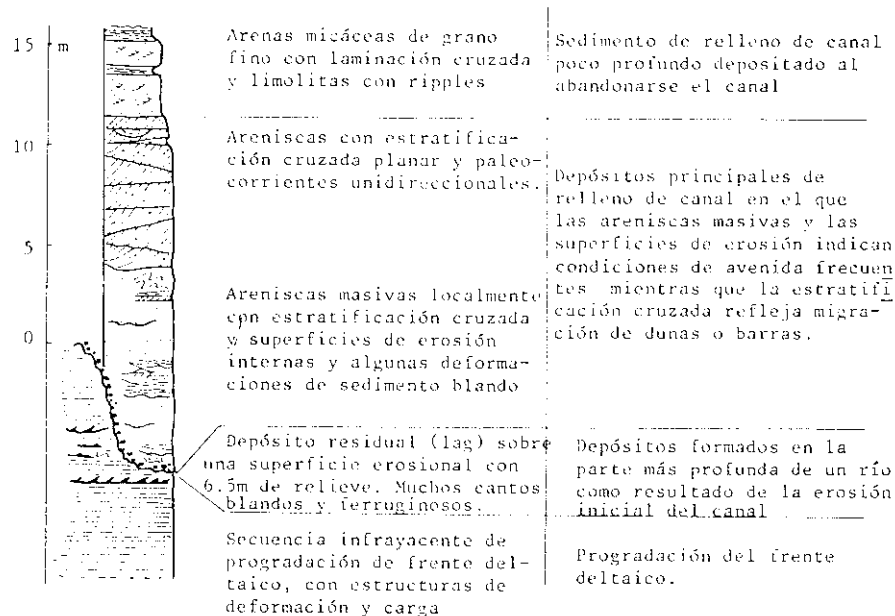 15 m
10
5
0
Arenas micáceas de grano
fino con laminación cruzada
y limolitas con ripples
Sedimento de relleno de canal
poco profundo depositado al
abandonarse el canal
Areniscas con estratifica-
ción cruzada planar y paleo-
corrientes unidireccionales.
Areniscas masivas localmente
con estratificación cruzada
y superficies de erosión
internas y algunas deforma-
ciones de sedimento blando
Depósitos principales de
relleno de canal en el que
las areniscas masivas y las
superficies de erosión indican
condiciones de avenida frecuen
tes mientras que la estratifi
cación cruzada refleja migra-
ción de dunas o barras.
Depósito residual (lag) sobre
una superficie erosional con
6.5m de relieve. Muchos cantos
blandos y ferruginosos.
Depósitos formados en la
parte más profunda de un río
como resultado de la erosión
inicial del canal
Secuencia infrayacente de
progradación de frente del-
taico, con estructuras de
deformación y carga
Progradación del frente
deltaico.